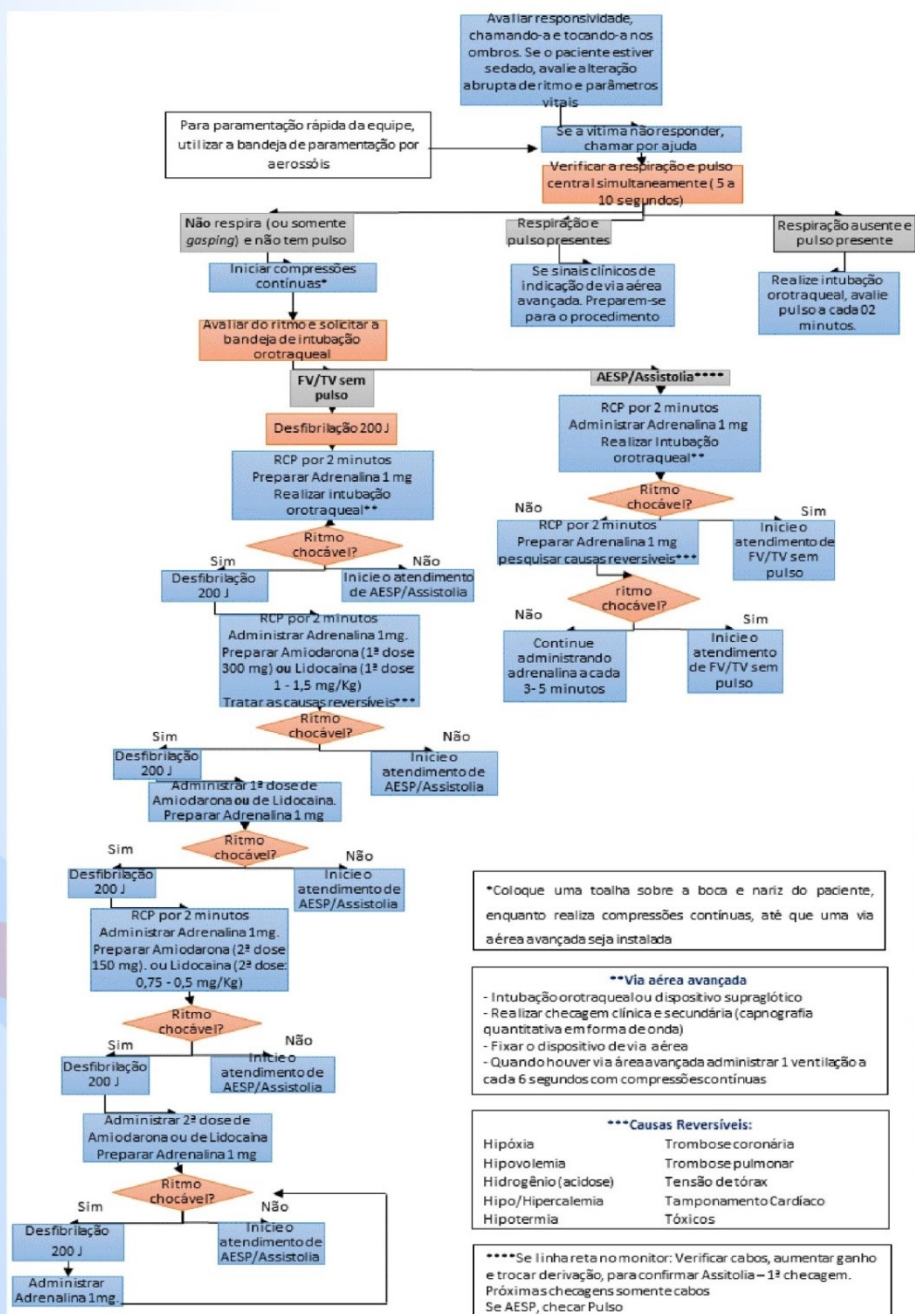 Avaliar responsividade,
chamando-a e tocando-a nos
ombros. Se o paciente estiver
sedado, avalie alteração
abrupta de ritmo e parâmetros
vitais
Para paramentação rápida da equipe,
utilizar a bandeja de paramentação por
aerossóis
Se a vítima não responder,
chamar por ajuda
Verificar a respiração e pulso
central simultaneamente ( 5 a
10 segundos)
Não respira (ou somente
gasping) e não tem pulso
Respiração e
pulso presentes
Respiração ausente e
pulso presente
Iniciar compressões
contínuas*
Se sinais clínicos de
indicação de via aérea
avançada. Preparem-se
para o procedimento
Realize intubação
orotraqueal, avalie
pulso a cada 02
minutos.
Avaliar do ritmo e solicitar a
bandeja de intubação
orotraqueal
FV/TV sem
pulso
AESP/Assistolia****
Desfibrilação 200 J
RCP por 2 minutos
Administrar Adrenalina 1 mg
Realizar Intubação
orotraqueal**
RCP por 2 minutos
Preparar Adrenalina 1 mg
Realizar intubação
orotraqueal**
Ritmo
chocável?
Não
Sim
Ritmo
chocável?
RCP por 2 minutos
Preparar Adrenalina 1 mg
pesquisar causas reversíveis***
Inicie o
atendimento de
FV/TV sem
pulso
Sim
Não
Desfibrilação
200 J
Inicie o atendimento
de AESP/Assistolia
ritmo
chocável?
Não
Sim
RCP por 2 minutos
Administrar Adrenalina 1mg.
Preparar Amiodarona (1ª dose
300 mg) ou Lidocaina (1ª dose:
1 - 1,5 mg/Kg)
Tratar as causas reversíveis***
Continue
administrando
adrenalina a cada
3- 5 minutos
Inicie o
atendimento
de FV/TV sem
pulso
Ritmo
chocável?
Sim
Não
Desfibrilação
200 J
Inicie o
atendimento de
AESP/Assistolia
Administrar 1ª dose de
Amiodarona ou de Lidocaina.
Preparar Adrenalina 1 mg
Ritmo
chocável?
Sim
Não
Desfibrilação
200 J
Inicie o
atendimento de
AESP/Assistolia
RCP por 2 minutos
Administrar Adrenalina 1mg.
Preparar Amiodarona (2ª dose
150 mg). ou Lidocaina (2ª dose:
0,75 - 0,5 mg/Kg)
Ritmo
chocável?
Sim
Não
Desfibrilação
200 J
Inicie o
atendimento de
AESP/Assistolia
Administrar 2ª dose de
Amiodarona ou de Lidocaína
Preparar Adrenalina 1 mg
Ritmo
chocável?
Sim
Não
Desfibrilação
200 J
Inicie o
atendimento de
AESP/Assistolia
Administrar
Adrenalina 1mg.
*Coloque uma toalha sobre a boca e nariz do paciente,
enquanto realiza compressões contínuas, até que uma via
aérea avançada seja instalada
**Via aérea avançada
- Intubação orotraqueal ou dispositivo supraglótico
- Realizar checagem clínica e secundária (capnografia
quantitativa em forma de onda)
- Fixar o dispositivo de via aérea
- Quando houver via área avançada administrar 1 ventilação a
cada 6 segundos com compressões contínuas
***Causas Reversíveis:
Hipóxia Trombose coronária
Hipovolemia Trombose pulmonar
Hidrogênio (acidose) Tensão de tórax
Hipo/Hipercalemia Tamponamento Cardíaco
Hipotermia Tóxicos
****Se linha reta no monitor: Verificar cabos, aumentar ganho
e trocar derivação, para confirmar Assitolia – 1ª checagem.
Próximas checagens somente cabos
Se AESP, checar Pulso